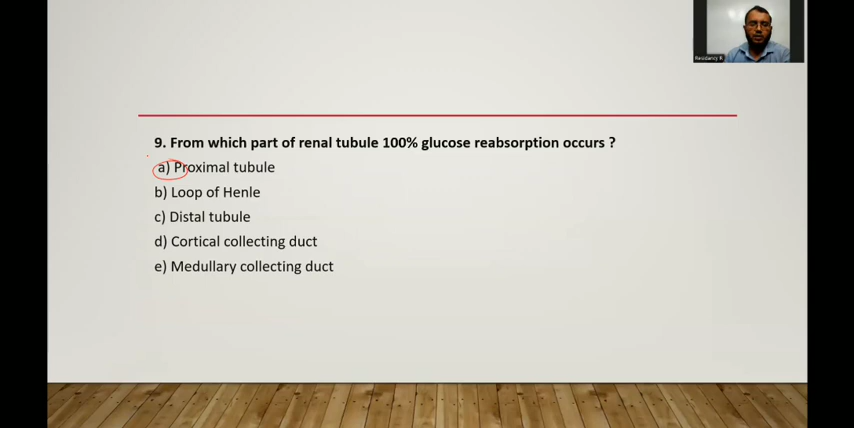 Residancy R
9. From which part of renal tubule 100% glucose reabsorption occurs ?
a) Proximal tubule
b) Loop of Henle
c) Distal tubule
d) Cortical collecting duct
e) Medullary collecting duct